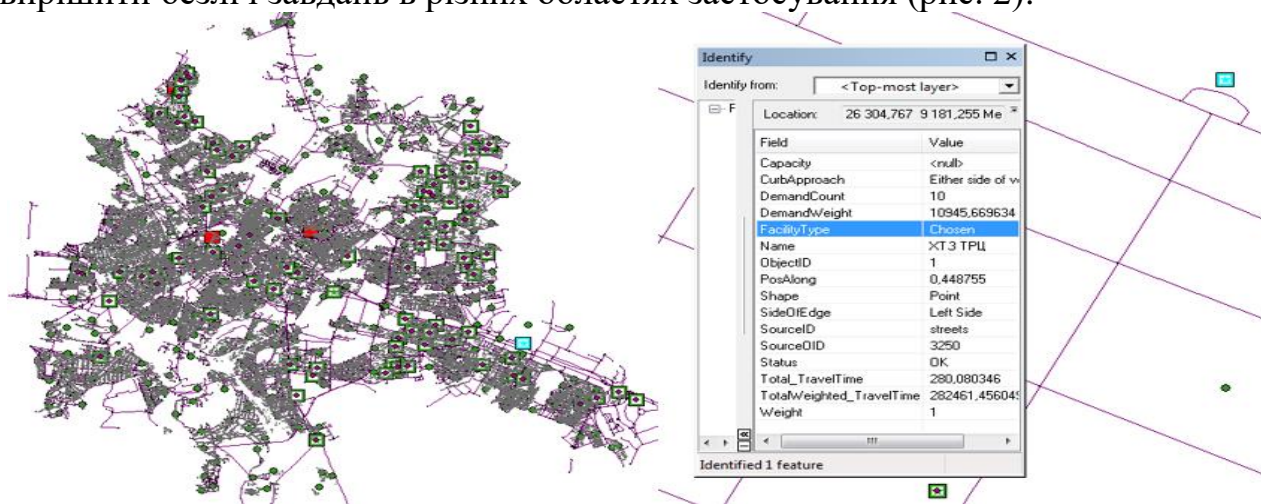 вирішити безліч завдань в різних областях застосування (рис. 2).
Identify
Identify from: <Top-most layer>
F
Location: 26 304,767 9 181,255 Me
Field Value
Capacity <null>
CurbApproach Either side of v
DemandCount 10
DemandWeight 10945,669634
FacilityType Chosen
Name ХТЗ ТРЦ
ObjectID 1
PosAlong 0,448755
Shape Point
SideOfEdge Left Side
SourceID streets
SourceOID 3250
Status OK
Total_TravelTime 280,080346
TotalWeighted_TravelTime 282461,456045
Weight 1
Identified 1 feature